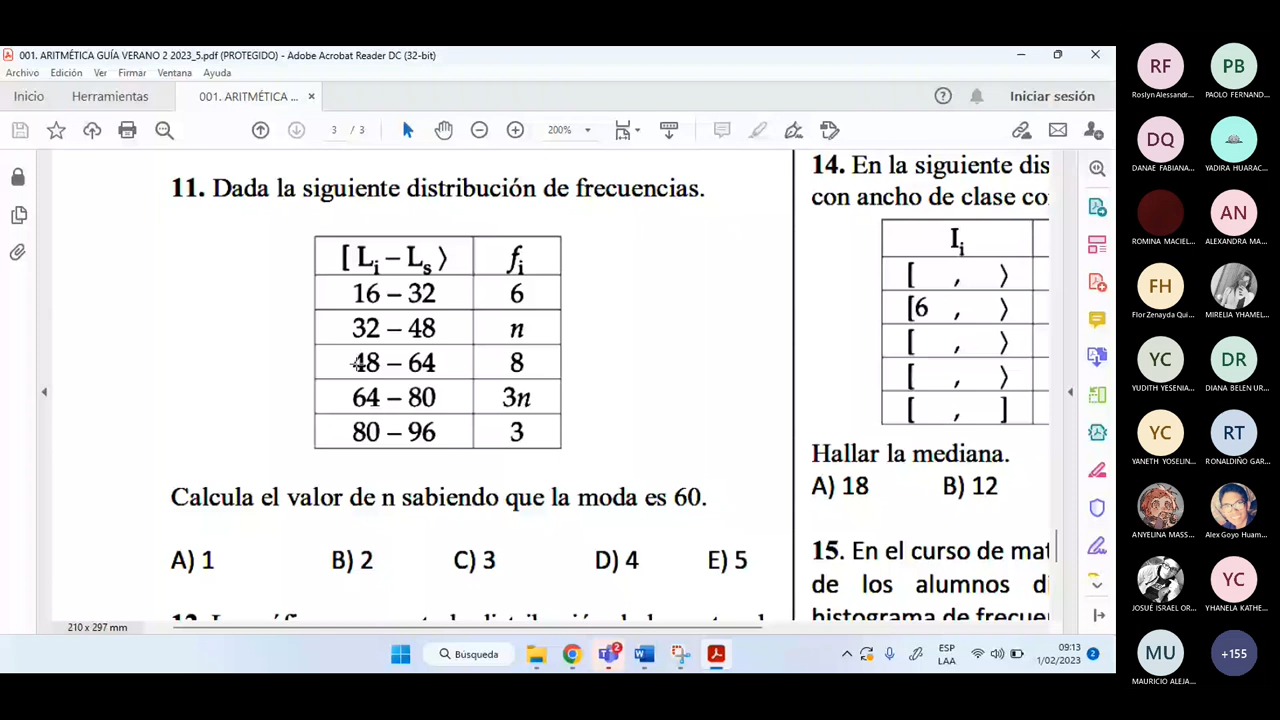 001. ARITMÉTICA GUÍA VERANO 2 2023_5.pdf (PROTEGIDO) - Adobe Acrobat Reader DC (32-bit)
Archivo Edición Ver Firmar Ventana Ayuda
Inicio Herramientas 001. ARITMÉTICA ... × Iniciar sesión
3 / 3 200%
11. Dada la siguiente distribución de frecuencias.
[ Li – Ls ⟩ fi
16 – 32 6
32 – 48 n
48 – 64 8
64 – 80 3n
80 – 96 3
Calcula el valor de n sabiendo que la moda es 60.
A) 1 B) 2 C) 3 D) 4 E) 5
14. En la siguiente dis
con ancho de clase co
Ii
[ , ⟩
[6 , ⟩
[ , ⟩
[ , ⟩
[ , ]
Hallar la mediana.
A) 18 B) 12
15. En el curso de mat
de los alumnos di
histograma de frecue
210 x 297 mm
Búsqueda
2
ESP
LAA
09:13
1/02/2023
2
RF
Roslyn Alessandr...
PB
PAOLO FERNAND...
DQ
DANAE FABIANA...
YADIRA HUARAC...
ROMINA MACIEL...
AN
ALEXANDRA MA...
FH
Flor Zenayda Qui...
MIRELIA YHAMEL...
YC
YUDITH YESENIA...
DR
DIANA BELEN UR...
YC
YANETH YOSELIN...
RT
RONALDIÑO GAR...
ANYELINA MASS...
Alex Goyo Huam...
JOSUÉ ISRAEL OR...
YC
YHANELA KATHE...
MU
MAURICIO ALEJA...
+155